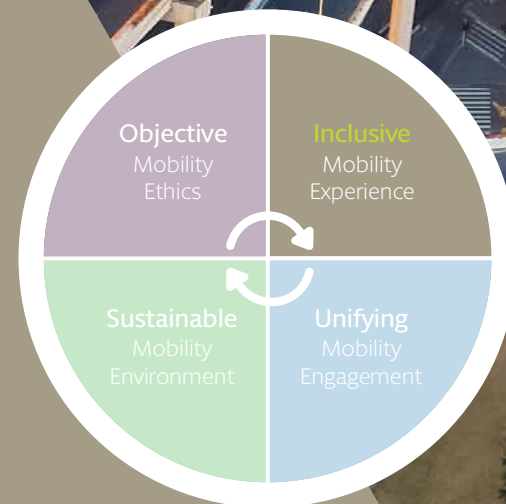 Objective
Mobility
Ethics
Inclusive
Mobility
Experience
Sustainable
Mobility
Environment
Unifying
Mobility
Engagement